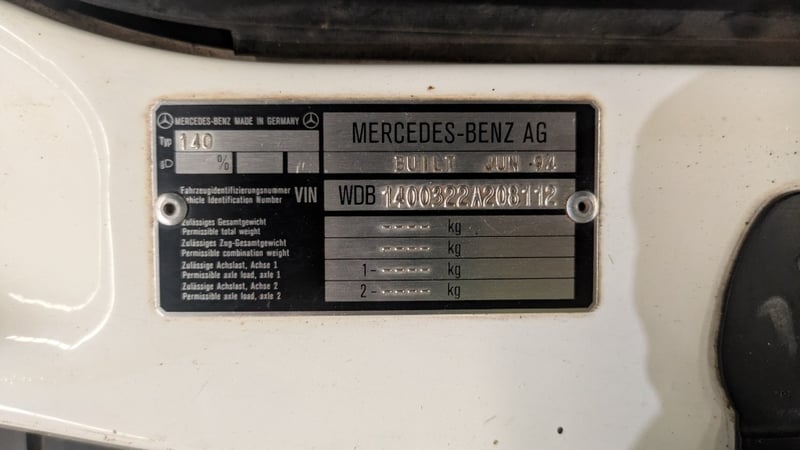 MERCEDES-BENZ MADE IN GERMANY
Typ 140
%
MERCEDES-BENZ AG
BUILT JUN -94
Fahrzeugidentifizierungsnummer
Vehicle Identification Number
VIN
WDB 1400322A208112
Zulässiges Gesamtgewicht
Permissible total weight
---- kg
Zulässiges Zug-Gesamtgewicht
Permissible combination weight
---- kg
Zulässige Achslast, Achse 1
Permissible axle load, axle 1
1 - ---- kg
Zulässige Achslast, Achse 2
Permissible axle load, axle 2
2 - ---- kg